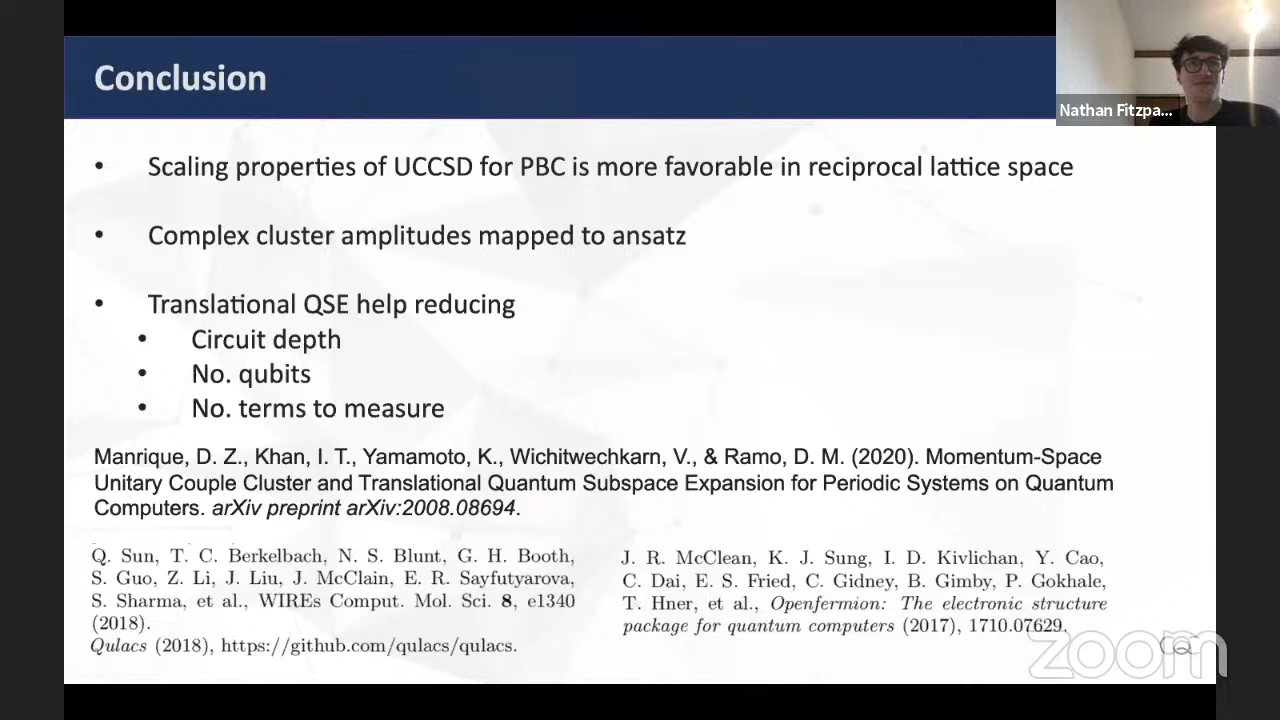 Conclusion
Nathan Fitzpa...
• Scaling properties of UCCSD for PBC is more favorable in reciprocal lattice space
• Complex cluster amplitudes mapped to ansatz
• Translational QSE help reducing
• Circuit depth
• No. qubits
• No. terms to measure
Manrique, D. Z., Khan, I. T., Yamamoto, K., Wichitwechkarn, V., & Ramo, D. M. (2020). Momentum-Space
Unitary Couple Cluster and Translational Quantum Subspace Expansion for Periodic Systems on Quantum
Computers. arXiv preprint arXiv:2008.08694.
Q. Sun, T. C. Berkelbach, N. S. Blunt, G. H. Booth,
S. Guo, Z. Li, J. Liu, J. McClain, E. R. Sayfutyarova,
S. Sharma, et al., WIREs Comput. Mol. Sci. 8, e1340
(2018).
Qulacs (2018), https://github.com/qulacs/qulacs.
J. R. McClean, K. J. Sung, I. D. Kivlichan, Y. Cao,
C. Dai, E. S. Fried, C. Gidney, B. Gimby, P. Gokhale,
T. Hner, et al., Openfermion: The electronic structure
package for quantum computers (2017), 1710.07629.
CQC
zoom